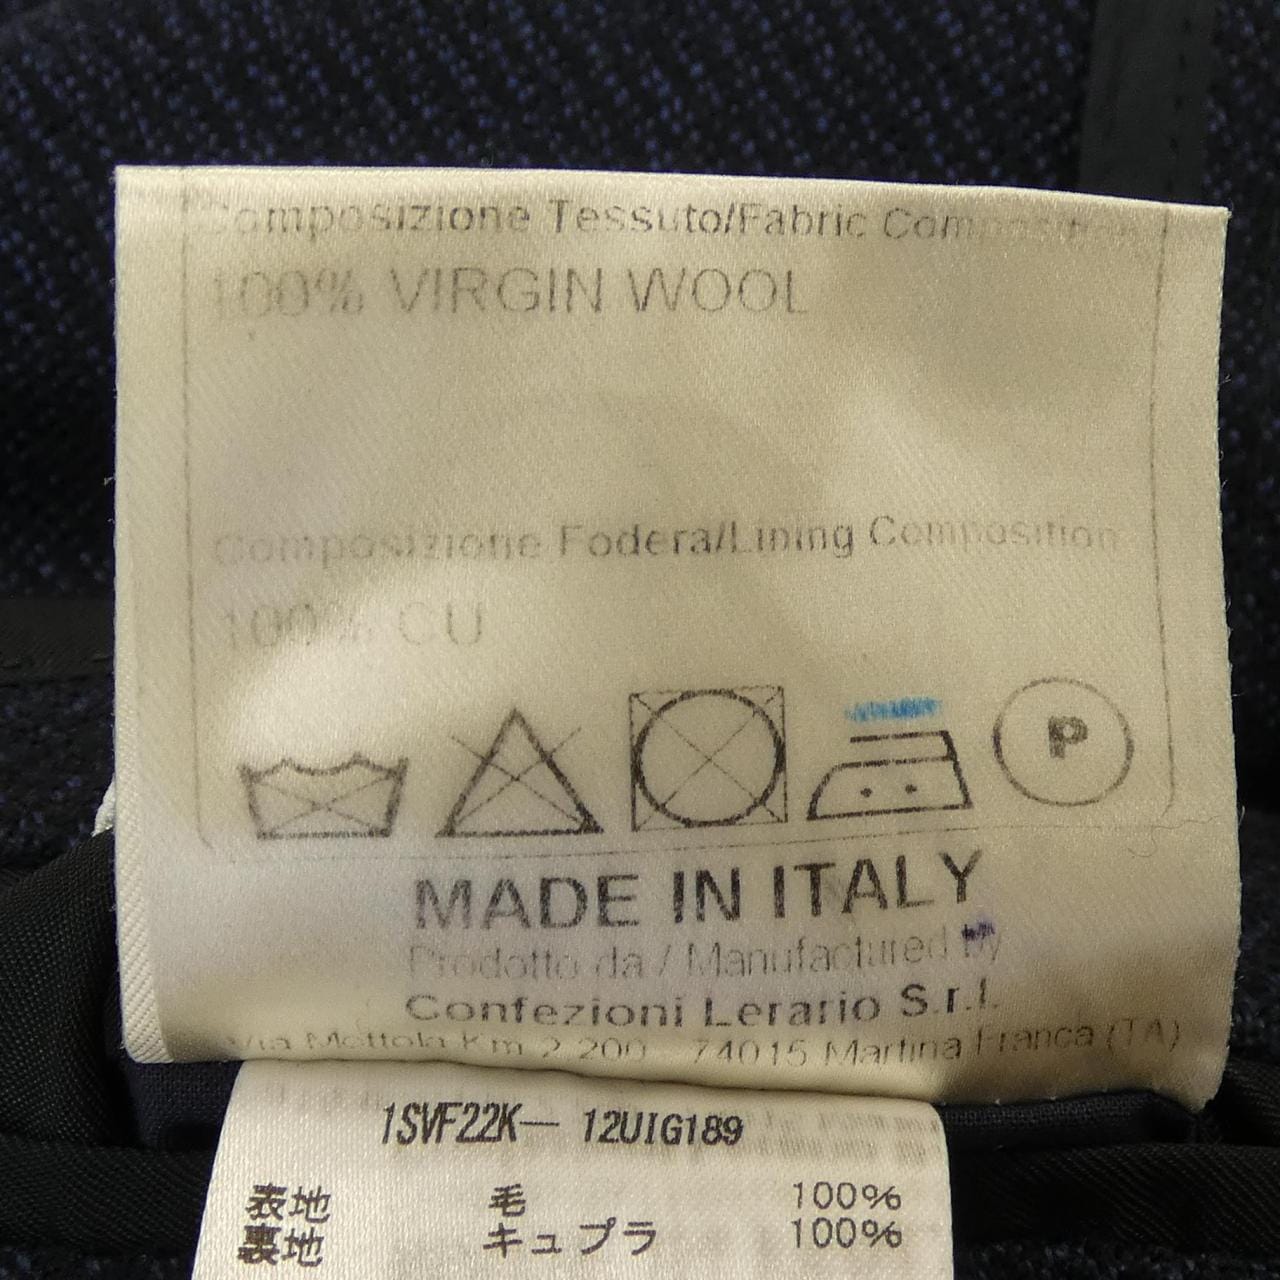 Composizione Tessuto/Fabric Composition
100% VIRGIN WOOL
Composizione Fodera/Lining Composition
100% CU
P
MADE IN ITALY
Prodotto da / Manufactured by
Confezioni Lerario S.r.l.
Via Mottola Km 2.200 74015 Martina Franca (TA)
1SVF22K— 12UIG189
表地 毛 100%
裏地 キュプラ 100%